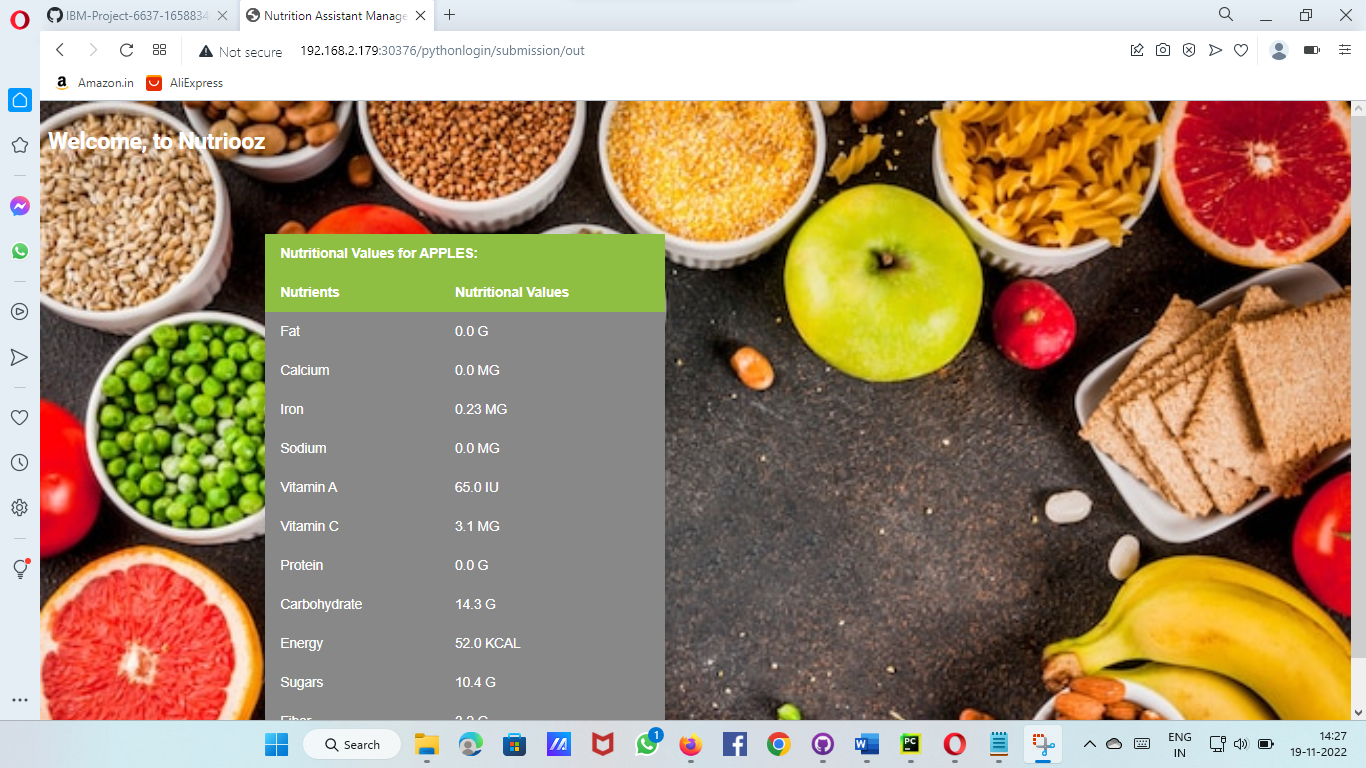 IBM-Project-6637-1658834
Nutrition Assistant Manage
Not secure 192.168.2.179:30376/pythonlogin/submission/out
Amazon.in AliExpress
Welcome, to Nutriooz
Nutritional Values for APPLES:
Nutrients Nutritional Values
Fat 0.0 G
Calcium 0.0 MG
Iron 0.23 MG
Sodium 0.0 MG
Vitamin A 65.0 IU
Vitamin C 3.1 MG
Protein 0.0 G
Carbohydrate 14.3 G
Energy 52.0 KCAL
Sugars 10.4 G
Fiber
Search
1
PC
ENG
IN
14:27
19-11-2022